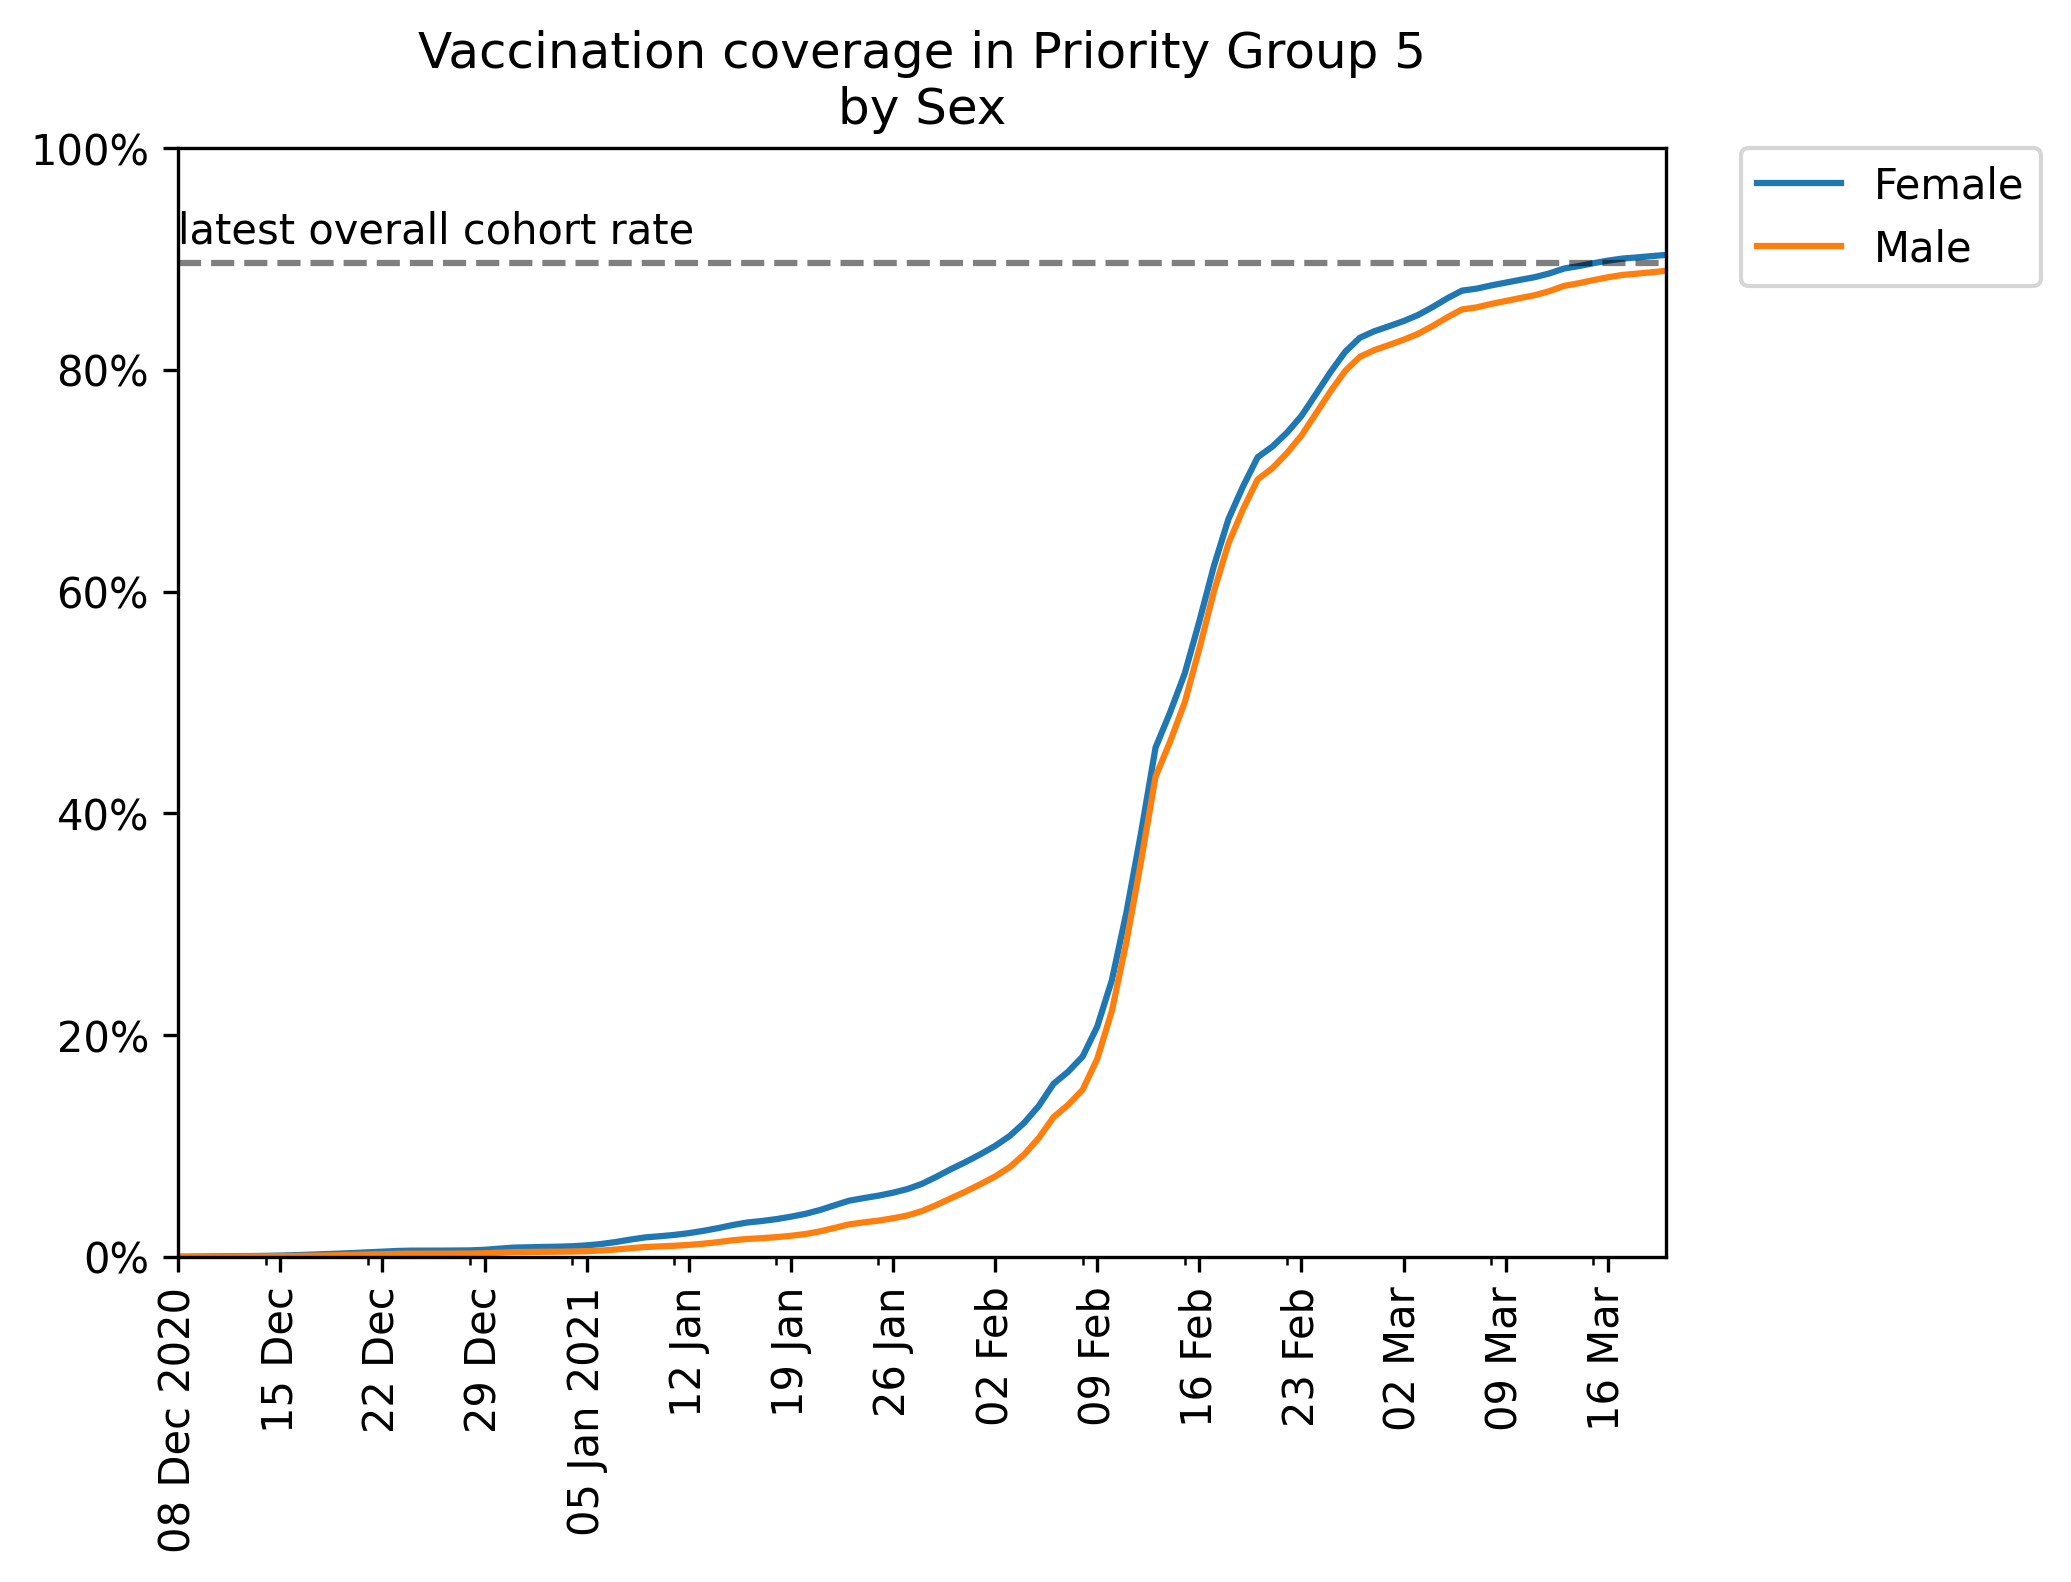 Vaccination coverage in Priority Group 5
by Sex
100%
80%
60%
40%
20%
0%
latest overall cohort rate
Female
Male
08 Dec 2020
15 Dec
22 Dec
29 Dec
05 Jan 2021
12 Jan
19 Jan
26 Jan
02 Feb
09 Feb
16 Feb
23 Feb
02 Mar
09 Mar
16 Mar